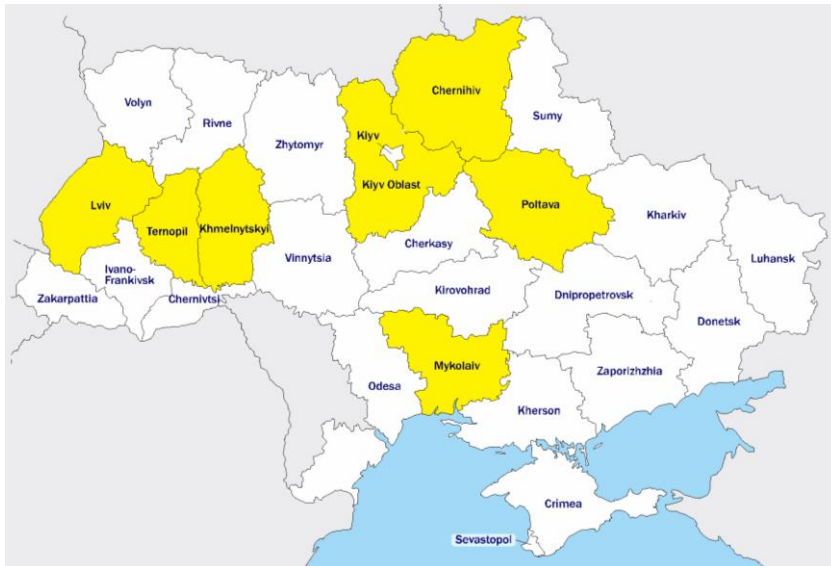 Chernihiv
Volyn
Rivne
Sumy
Zhytomyr
Kiyv
Kiyv Oblast
Lviv
Ternopil
Khmelnytskyi
Poltava
Kharkiv
Cherkasy
Vinnytsia
Luhansk
Ivano-
Frankivsk
Zakarpattia
Chernivtsi
Kirovohrad
Dnipropetrovsk
Donetsk
Mykolaiv
Zaporizhzhia
Odesa
Kherson
Crimea
Sevastopol